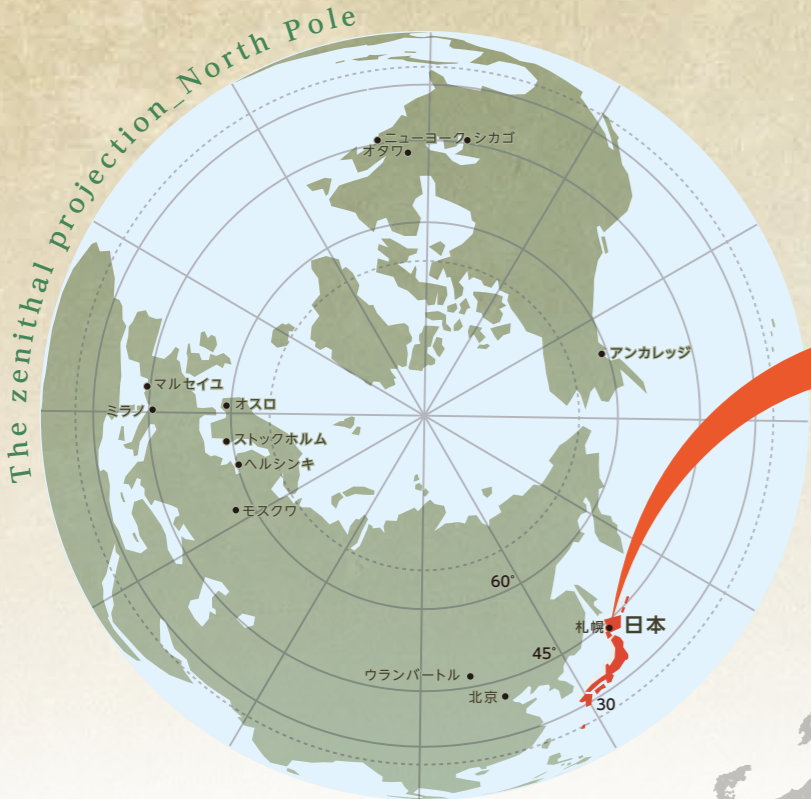 The zenithal projection_North Pole
ニューヨーク
シカゴ
オタワ
アンカレッジ
マルセイユ
オスロ
ミラノ
ストックホルム
ヘルシンキ
モスクワ
60°
札幌
日本
45°
ウランバートル
北京
30